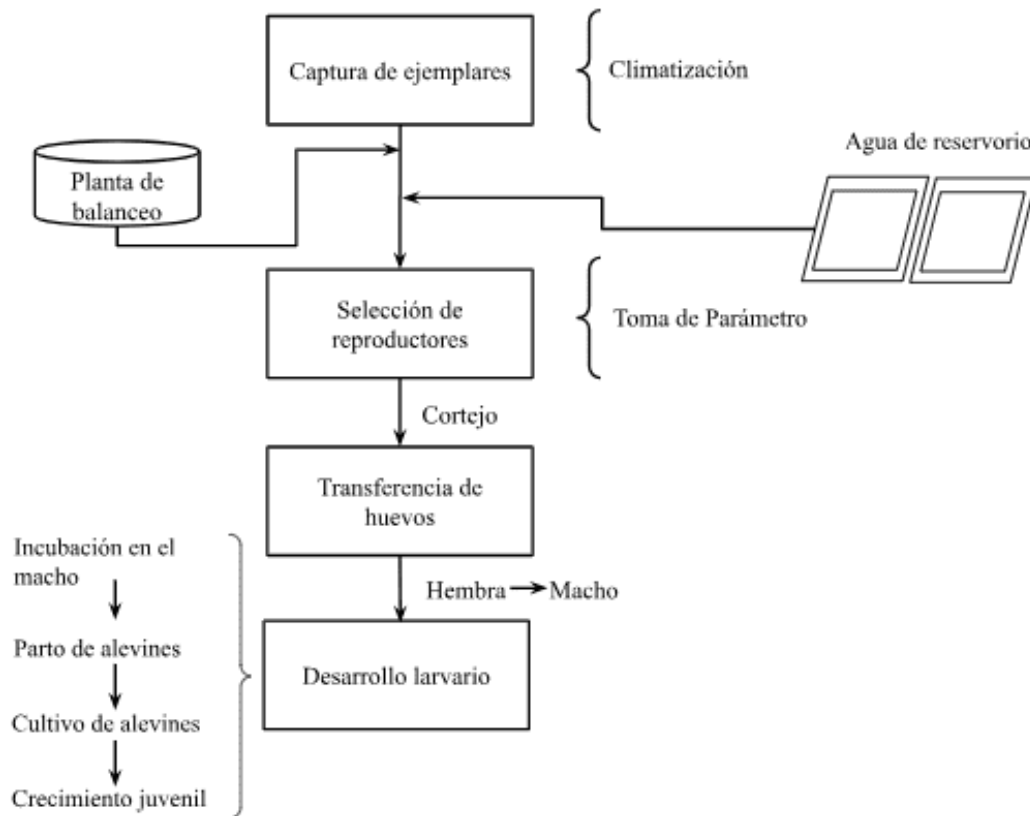 Captura de ejemplares
Climatización
Agua de reservorio
Planta de
balanceo
Selección de
reproductores
Toma de Parámetro
Cortejo
Transferencia de
huevos
Hembra
Macho
Desarrollo larvario
Incubación en el
macho
Parto de alevines
Cultivo de alevines
Crecimiento juvenil